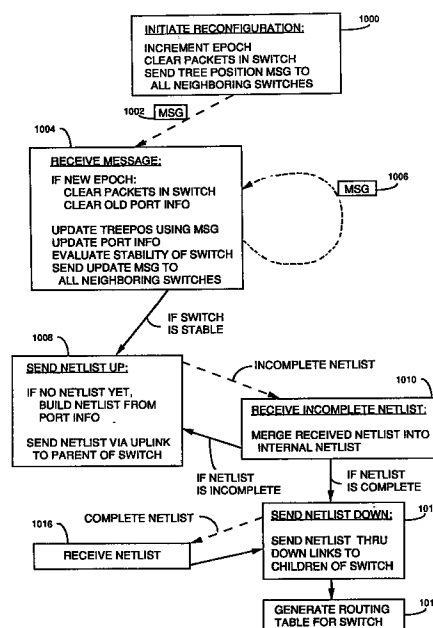 1000
INITIATE RECONFIGURATION:
INCREMENT EPOCH
CLEAR PACKETS IN SWITCH
SEND TREE POSITION MSG TO
ALL NEIGHBORING SWITCHES
1002 MSG
1004
RECEIVE MESSAGE:
IF NEW EPOCH:
CLEAR PACKETS IN SWITCH
CLEAR OLD PORT INFO
MSG 1006
UPDATE TREEPOS USING MSG
UPDATE PORT INFO
EVALUATE STABILITY OF SWITCH
SEND UPDATE MSG TO
ALL NEIGHBORING SWITCHES
IF SWITCH
IS STABLE
1008
SEND NETLIST UP:
IF NO NETLIST YET,
BUILD NETLIST FROM
PORT INFO
SEND NETLIST VIA UPLINK
TO PARENT OF SWITCH
INCOMPLETE NETLIST
1010
RECEIVE INCOMPLETE NETLIST:
MERGE RECEIVED NETLIST INTO
INTERNAL NETLIST
IF NETLIST
IS INCOMPLETE
IF NETLIST
IS COMPLETE
COMPLETE NETLIST
1016
RECEIVE NETLIST
101
SEND NETLIST DOWN:
SEND NETLIST THRU
DOWN LINKS TO
CHILDREN OF SWITCH
101
GENERATE ROUTING
TABLE FOR SWITCH